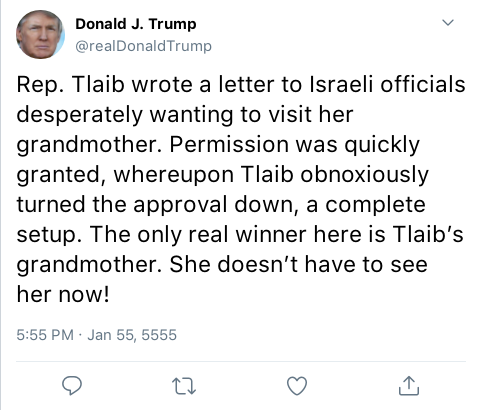 Donald J. Trump
@realDonaldTrump
Rep. Tlaib wrote a letter to Israeli officials
desperately wanting to visit her
grandmother. Permission was quickly
granted, whereupon Tlaib obnoxiously
turned the approval down, a complete
setup. The only real winner here is Tlaib’s
grandmother. She doesn’t have to see
her now!
5:55 PM · Jan 55, 5555